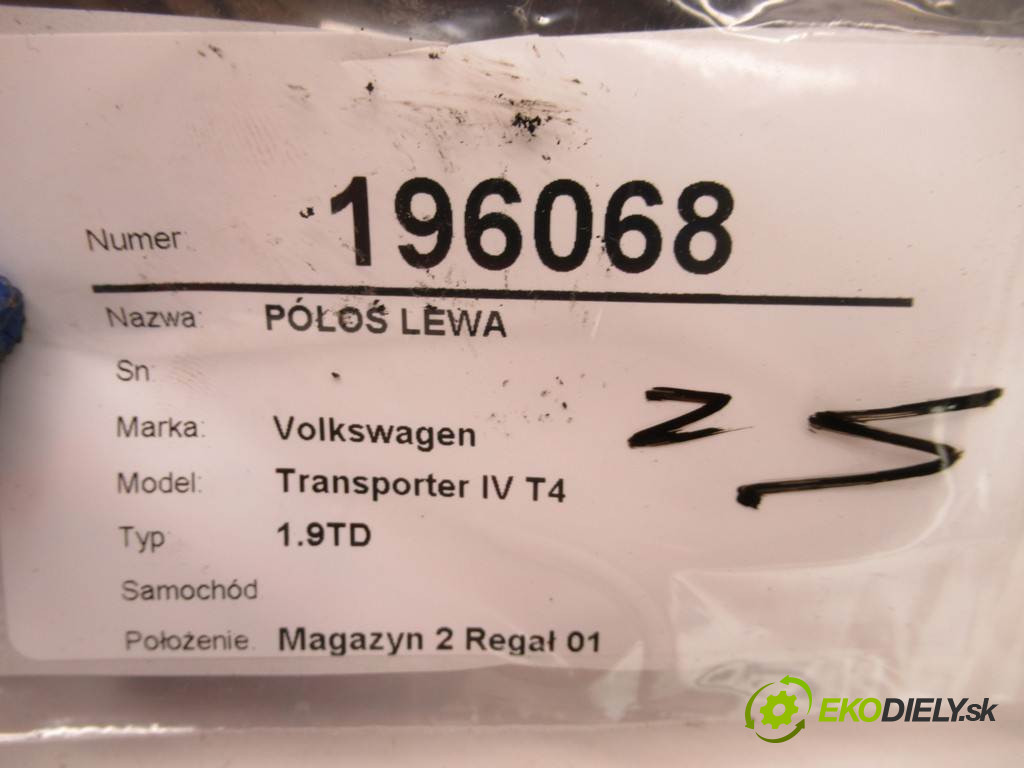 Numer: 196068
Nazwa: PÓŁOŚ LEWA
Sn:
Marka: Volkswagen
Model: Transporter IV T4
Typ 1.9TD
Samochód
Położenie. Magazyn 2 Regał 01
EKODIELY.sk